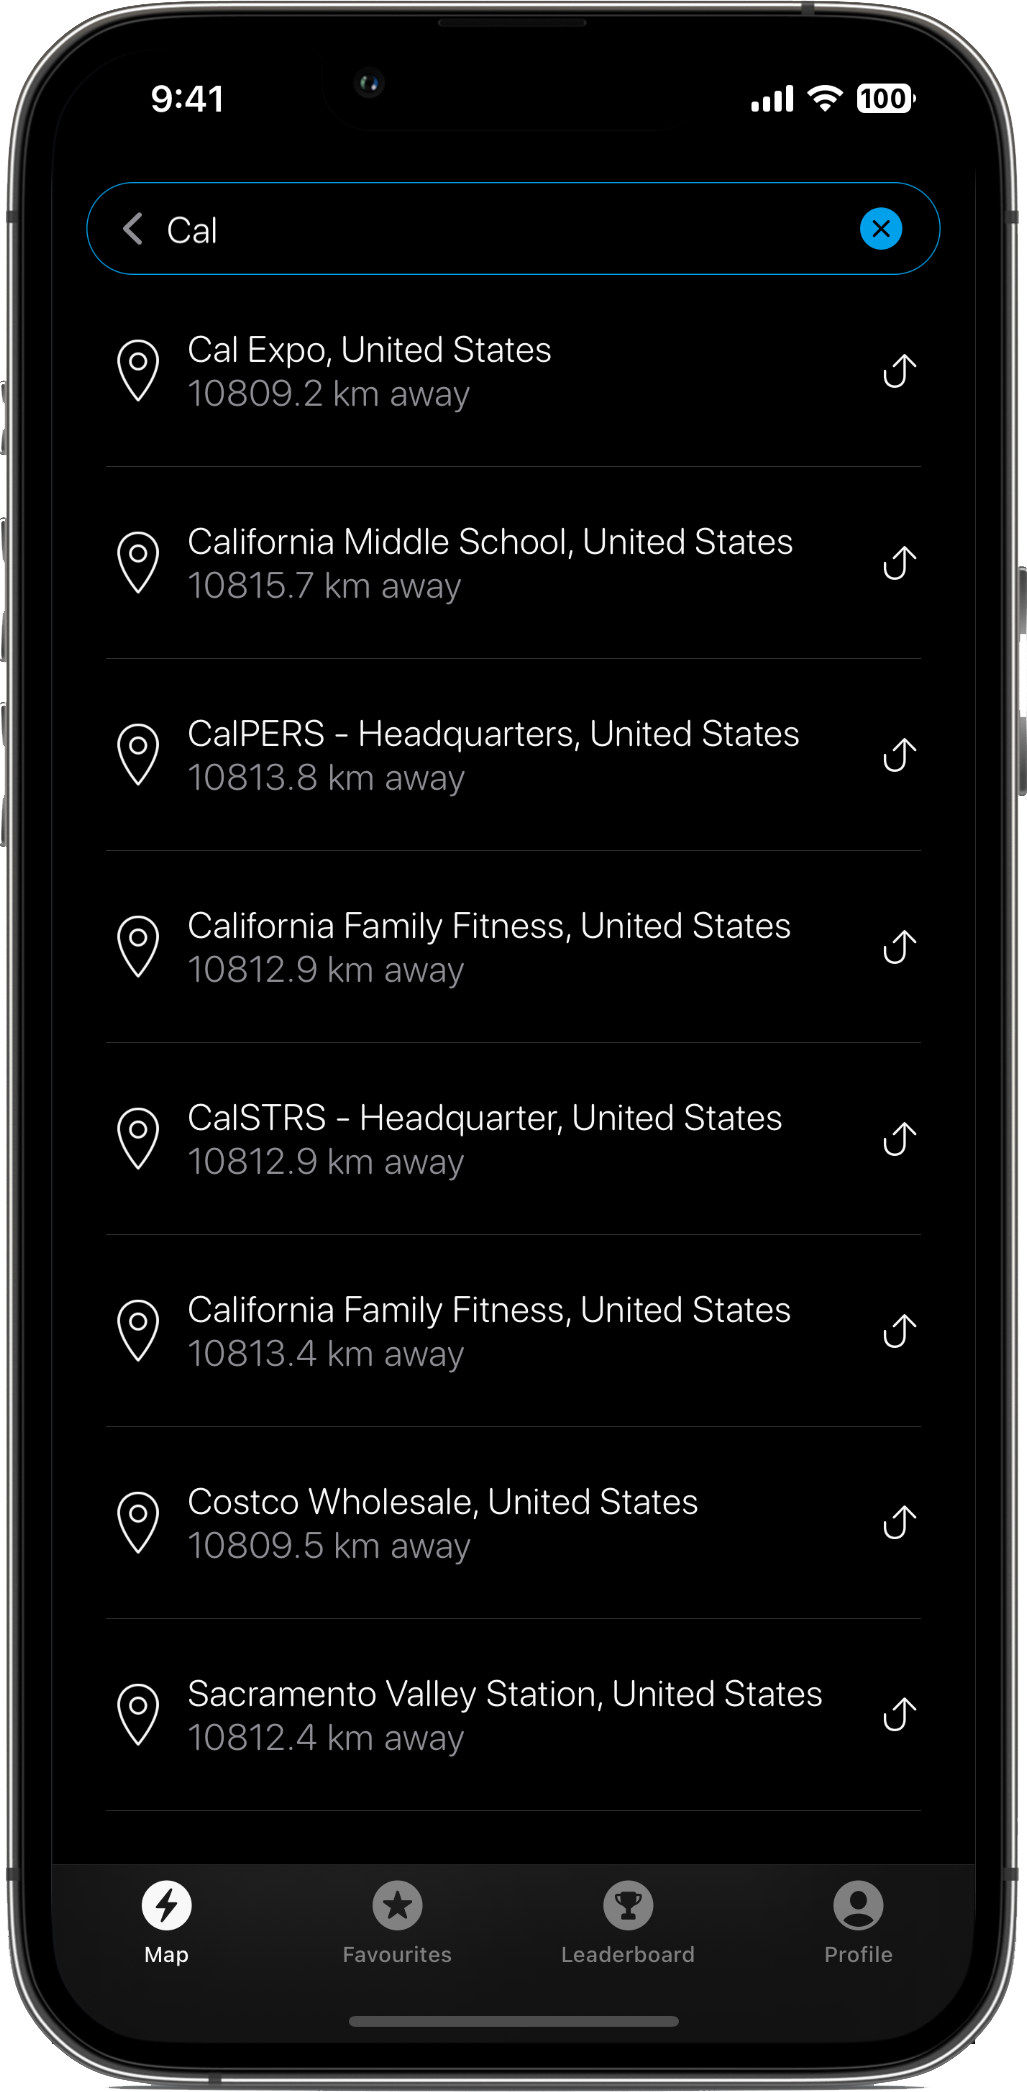 9:41
100
Cal
Cal Expo, United States
10809.2 km away
California Middle School, United States
10815.7 km away
CalPERS - Headquarters, United States
10813.8 km away
California Family Fitness, United States
10812.9 km away
CalSTRS - Headquarter, United States
10812.9 km away
California Family Fitness, United States
10813.4 km away
Costco Wholesale, United States
10809.5 km away
Sacramento Valley Station, United States
10812.4 km away
Map
Favourites
Leaderboard
Profile